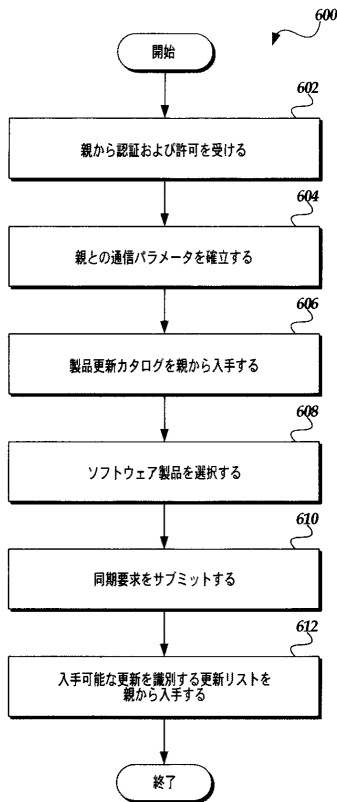 600
開始
602
親から認証および許可を受ける
604
親との通信パラメータを確立する
606
製品更新カタログを親から入手する
608
ソフトウェア製品を選択する
610
同期要求をサブミットする
612
入手可能な更新を識別する更新リストを
親から入手する
終了